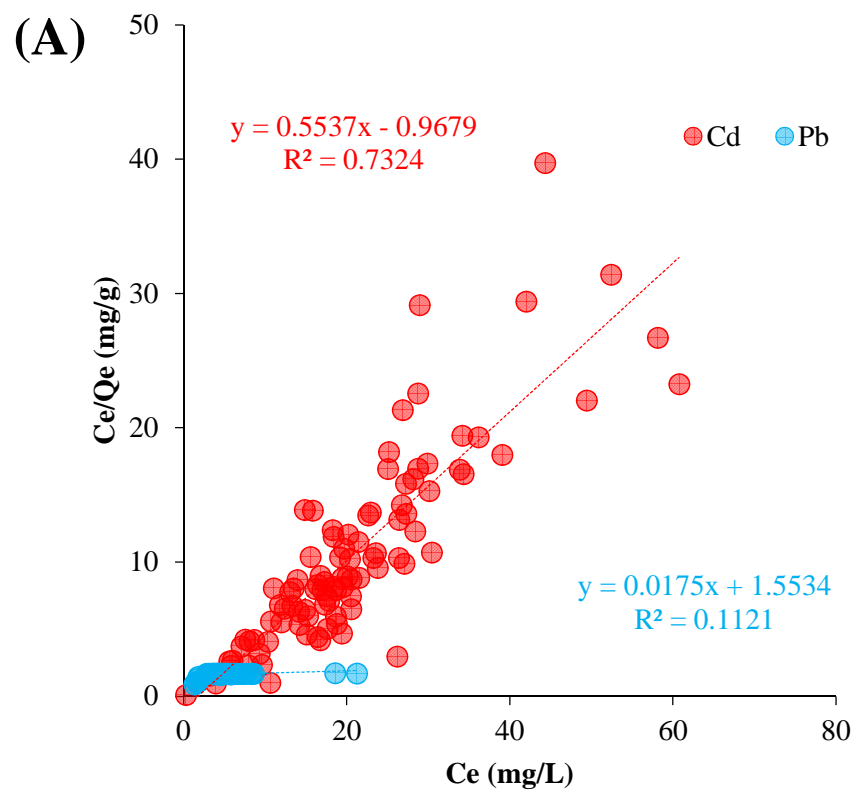 (A)
50
40
30
20
10
0
Ce/Qe (mg/g)
y = 0.5537x - 0.9679
R² = 0.7324
Cd
Pb
y = 0.0175x + 1.5534
R² = 0.1121
0 20 40 60 80
Ce (mg/L)